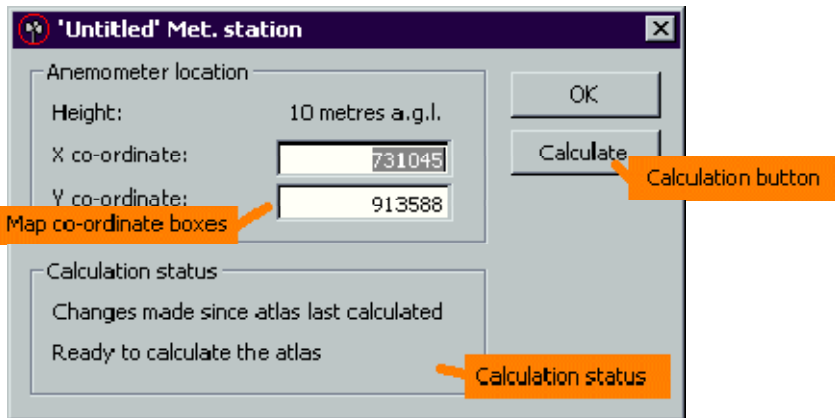 'Untitled' Met. station
Anemometer location
Height: 10 metres a.g.l.
X co-ordinate: 731045
Y co-ordinate: 913588
Map co-ordinate boxes
OK
Calculate
Calculation button
Calculation status
Changes made since atlas last calculated
Ready to calculate the atlas
Calculation status